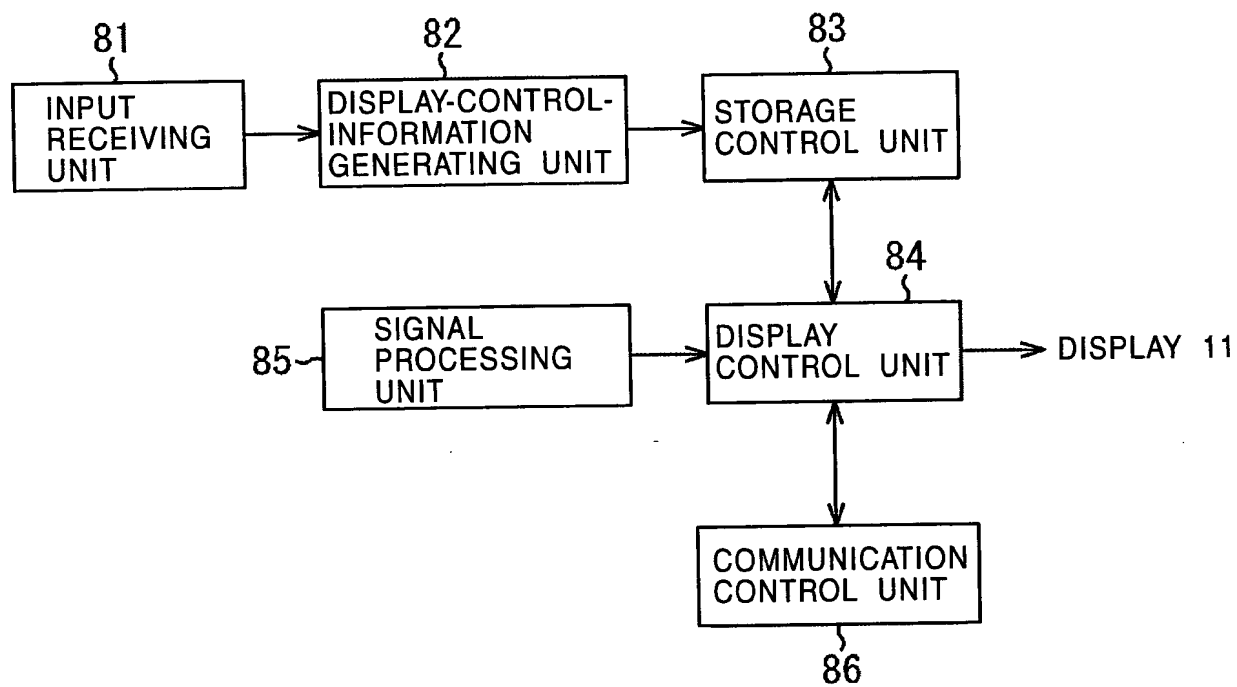 81
INPUT
RECEIVING
UNIT
82
DISPLAY-CONTROL-
INFORMATION
GENERATING UNIT
83
STORAGE
CONTROL UNIT
84
DISPLAY
CONTROL UNIT
DISPLAY 11
85
SIGNAL
PROCESSING
UNIT
COMMUNICATION
CONTROL UNIT
86